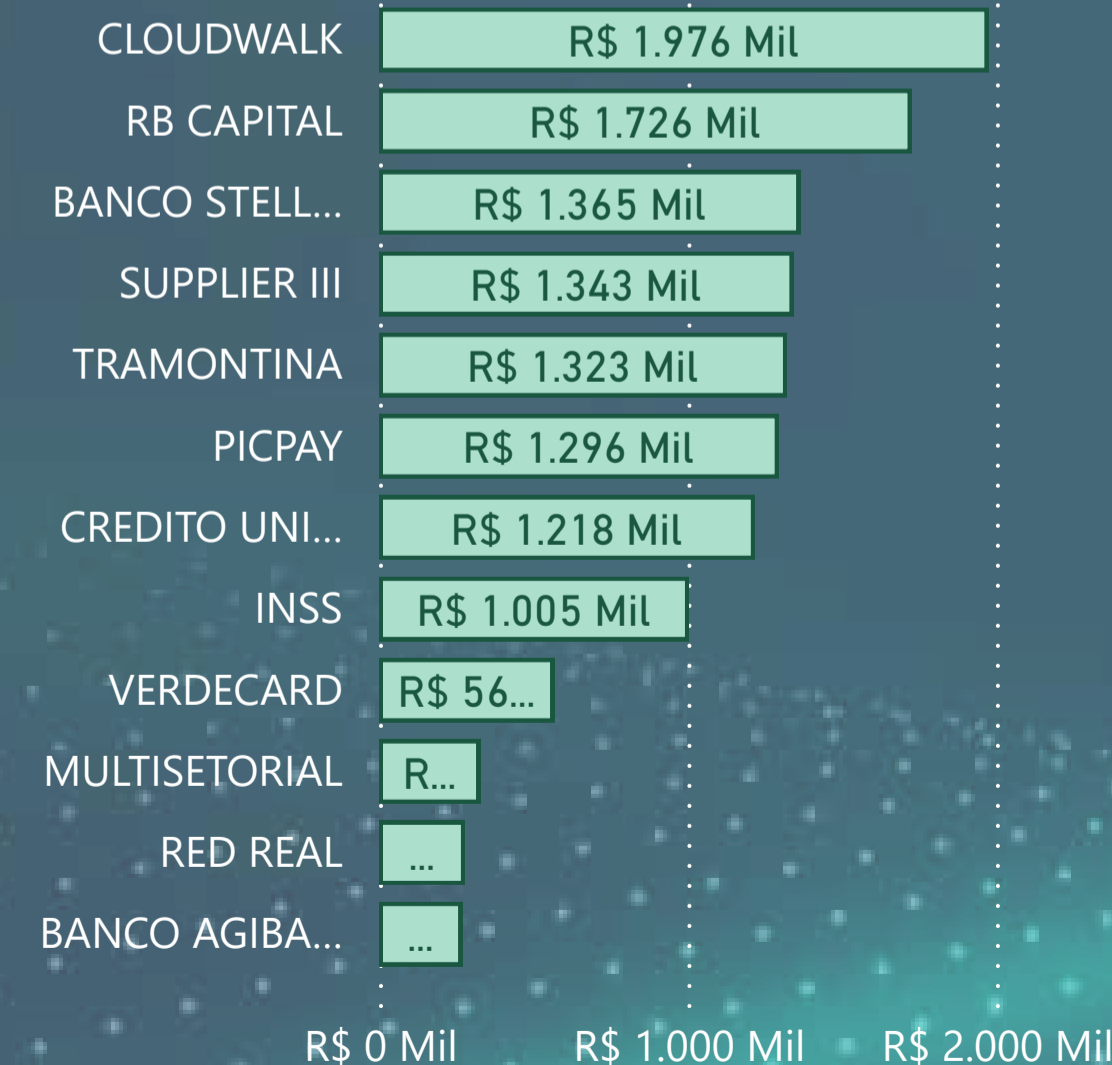 CLOUDWALK R$ 1.976 Mil
RB CAPITAL R$ 1.726 Mil
BANCO STELL... R$ 1.365 Mil
SUPPLIER III R$ 1.343 Mil
TRAMONTINA R$ 1.323 Mil
PICPAY R$ 1.296 Mil
CREDITO UNI... R$ 1.218 Mil
INSS R$ 1.005 Mil
VERDECARD R$ 56...
MULTISETORIAL R...
RED REAL ...
BANCO AGIBA... ...
R$ 0 Mil R$ 1.000 Mil R$ 2.000 Mil